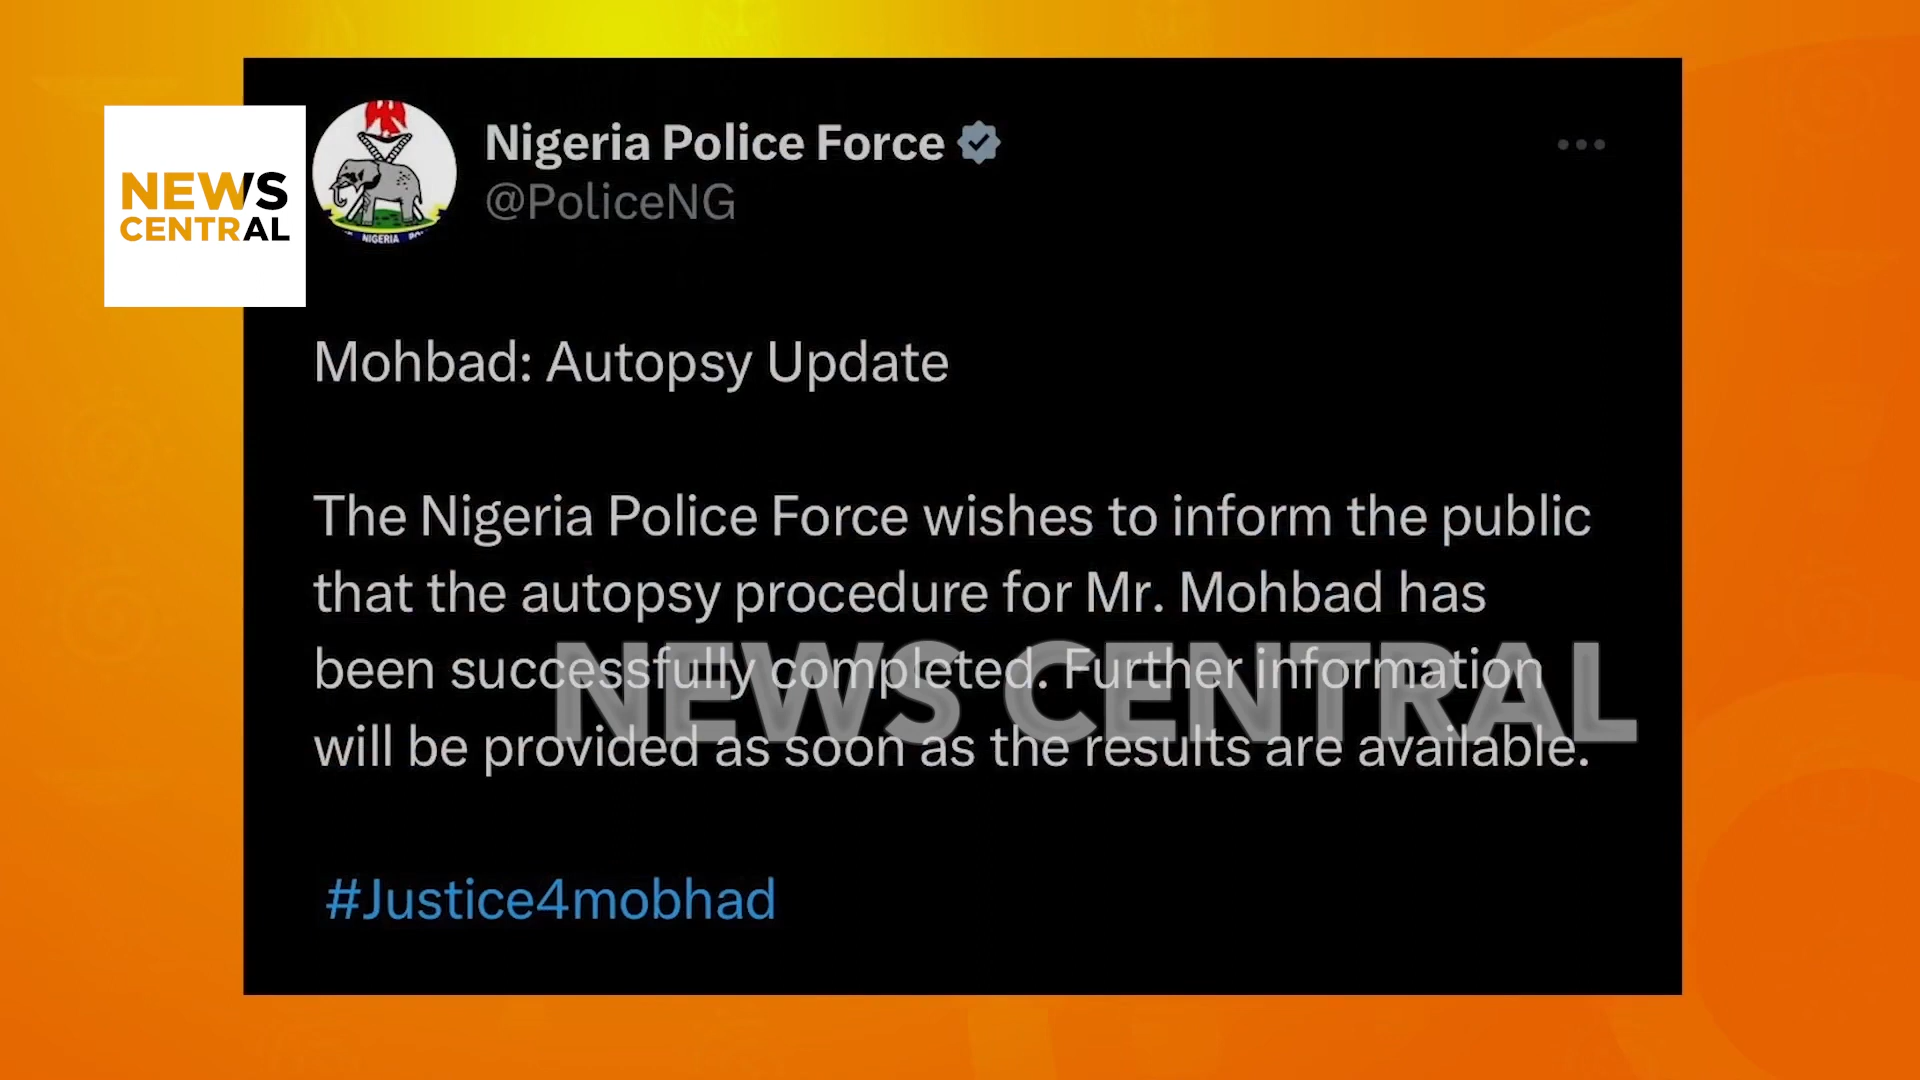 NEWS
CENTRAL
Nigeria Police Force
@PoliceNG
NIGERIA
Mohbad: Autopsy Update
The Nigeria Police Force wishes to inform the public
that the autopsy procedure for Mr. Mohbad has
been successfully completed. Further information
will be provided as soon as the results are available.
NEWS CENTRAL
#Justice4mobhad